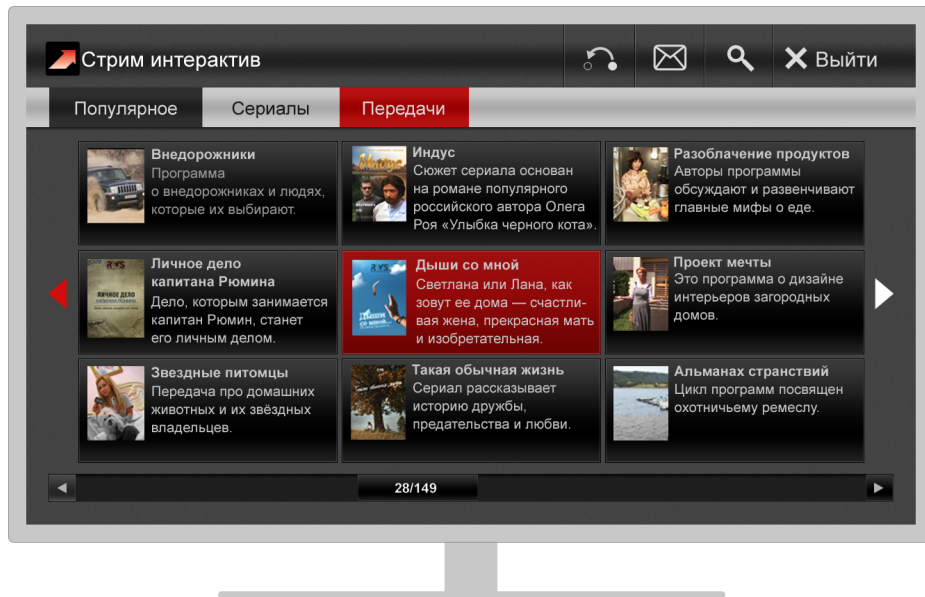 Стрим интерактив
Выйти
Популярное
Сериалы
Передачи
Внедорожники
Программа
о внедорожниках и людях,
которые их выбирают.
Индус
Сюжет сериала основан
на романе популярного
российского автора Олега
Роя «Улыбка черного кота».
Разоблачение продуктов
Авторы программы
обсуждают и развенчивают
главные мифы о еде.
ЛИЧНОЕ ДЕЛО
Личное дело
капитана Рюмина
Дело, которым занимается
капитан Рюмин, станет
его личным делом.
Дыши со мной
Светлана или Лана, как
зовут ее дома — счастли-
вая жена, прекрасная мать
и изобретательная.
Проект мечты
Это программа о дизайне
интерьеров загородных
домов.
Звездные питомцы
Передача про домашних
животных и их звёздных
владельцев.
Такая обычная жизнь
Сериал рассказывает
историю дружбы,
предательства и любви.
Альманах странствий
Цикл программ посвящен
охотничьему ремеслу.
28/149